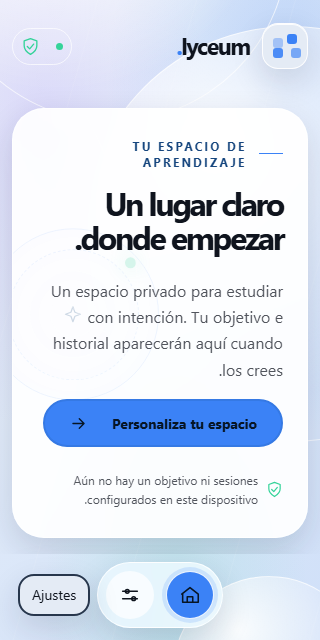 .lyceum
TU ESPACIO DE
APRENDIZAJE
Un lugar claro
.donde empezar
Un espacio privado para estudiar
con intención. Tu objetivo e
historial aparecerán aquí cuando
.los crees
Personaliza tu espacio
Aún no hay un objetivo ni sesiones
.configurados en este dispositivo
Ajustes